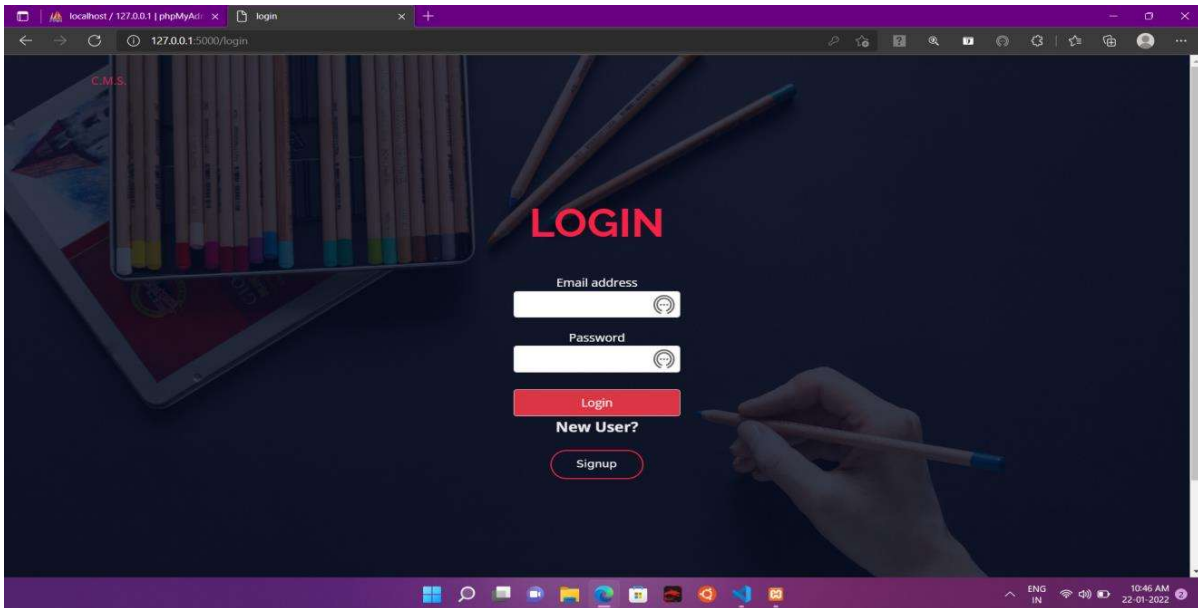 localhost / 127.0.0.1 | phpMyAdr
login
127.0.0.1:5000/login
C.M.S.
LOGIN
Email address
Password
Login
New User?
Signup
ENG
IN
10:46 AM
22-01-2022
2